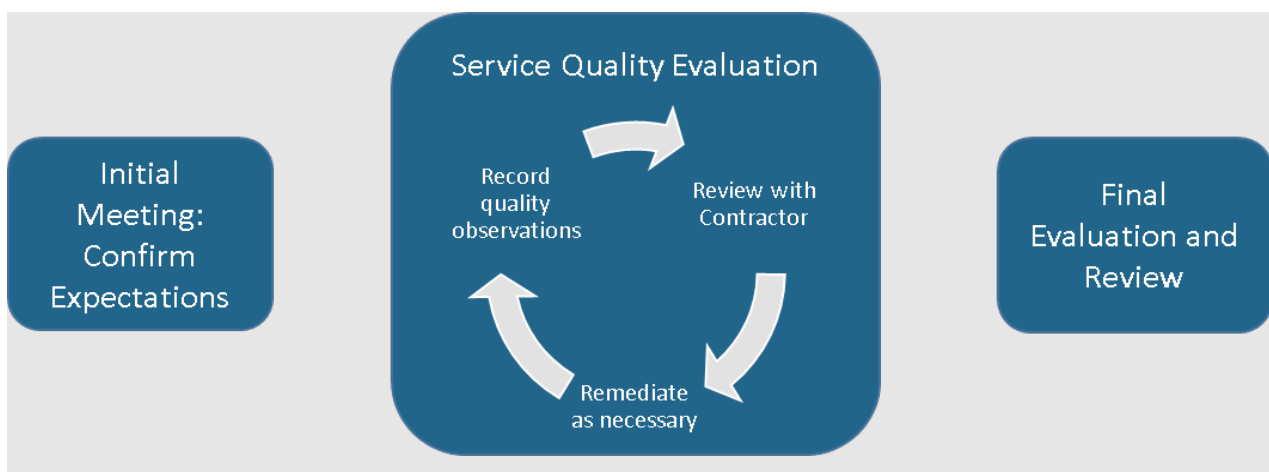 Initial
Meeting:
Confirm
Expectations
Service Quality Evaluation
Record
quality
observations
Review with
Contractor
Remediate
as necessary
Final
Evaluation and
Review